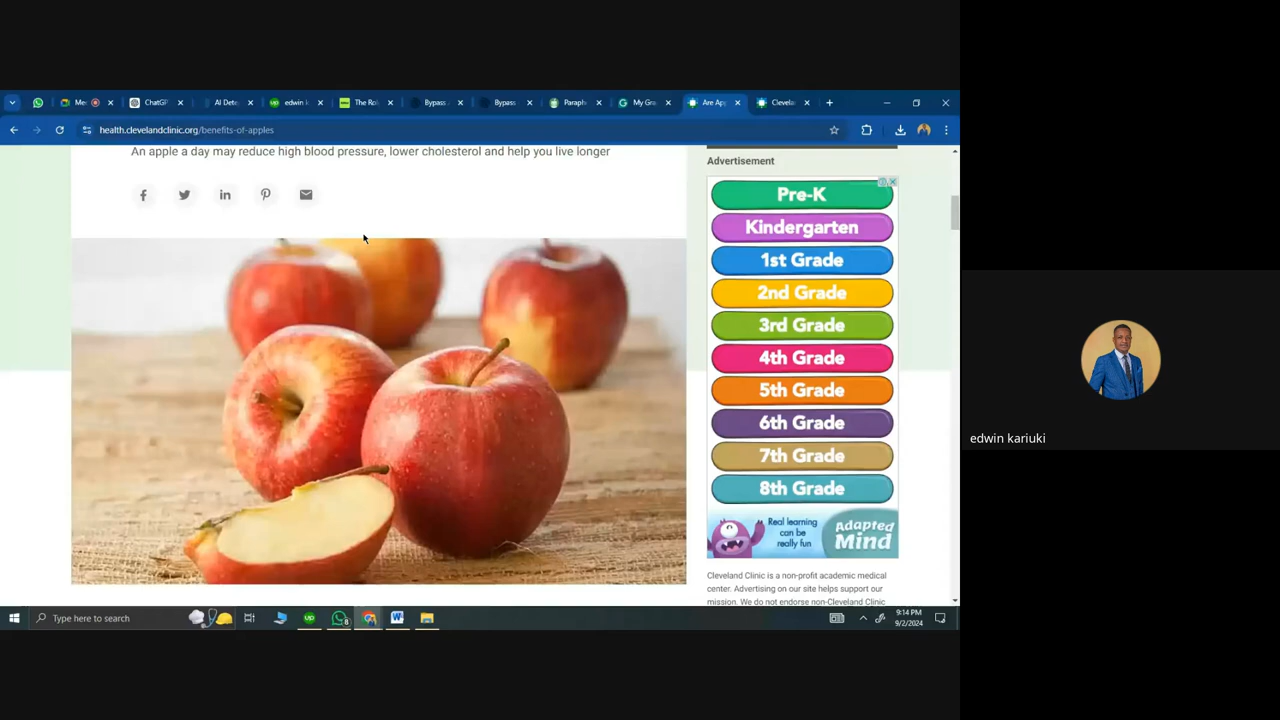 Mee
ChatGP
AI Dete
edwin k
The Ro
Bypass
Bypass
Paraph
My Gra
Are App
Clevela
health.clevelandclinic.org/benefits-of-apples
An apple a day may reduce high blood pressure, lower cholesterol and help you live longer
Advertisement
Pre-K
Kindergarten
1st Grade
2nd Grade
3rd Grade
4th Grade
5th Grade
6th Grade
7th Grade
8th Grade
Real learning
can be
really fun
Adapted
Mind
Cleveland Clinic is a non-profit academic medical
center. Advertising on our site helps support our
mission. We do not endorse non-Cleveland Clinic
edwin kariuki
Type here to search
9:14 PM
9/2/2024